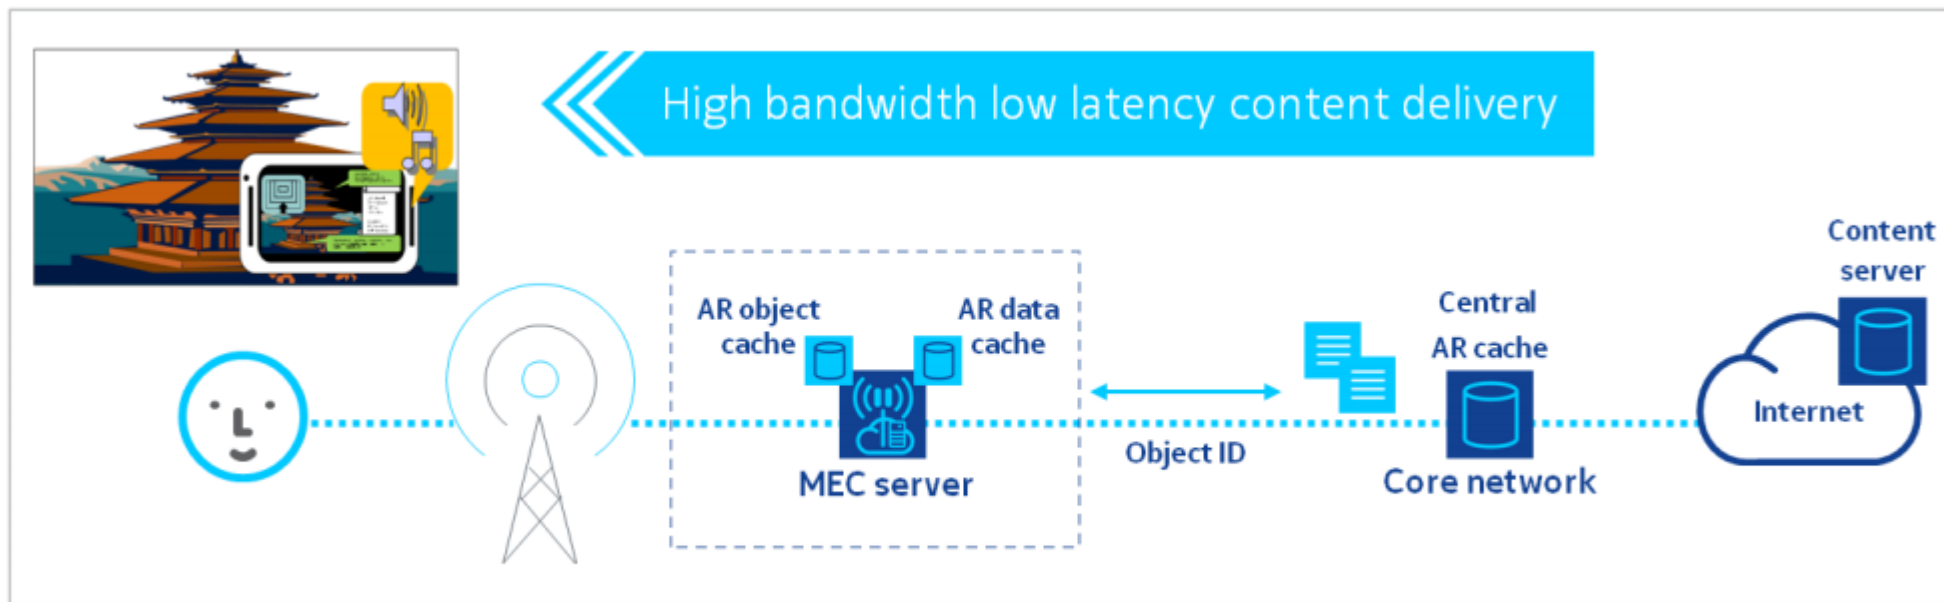 High bandwidth low latency content delivery
Content
server
AR object
cache
AR data
cache
Central
AR cache
Internet
Object ID
MEC server
Core network